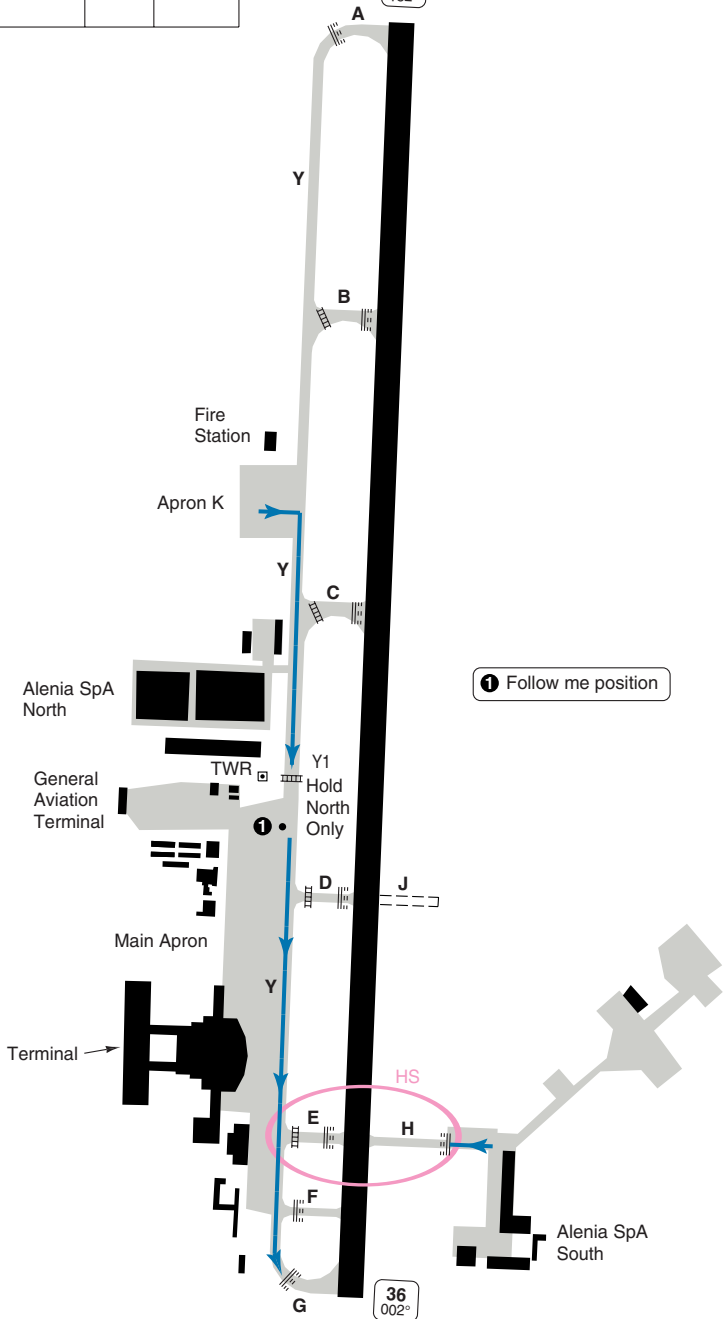 A
Y
B
Fire
Station
Apron K
Y
C
Alenia SpA
North
1 Follow me position
TWR
Y1
Hold
North
Only
General
Aviation
Terminal
1
D
J
Main Apron
Y
Terminal
HS
E
H
F
Alenia SpA
South
G
36
002°